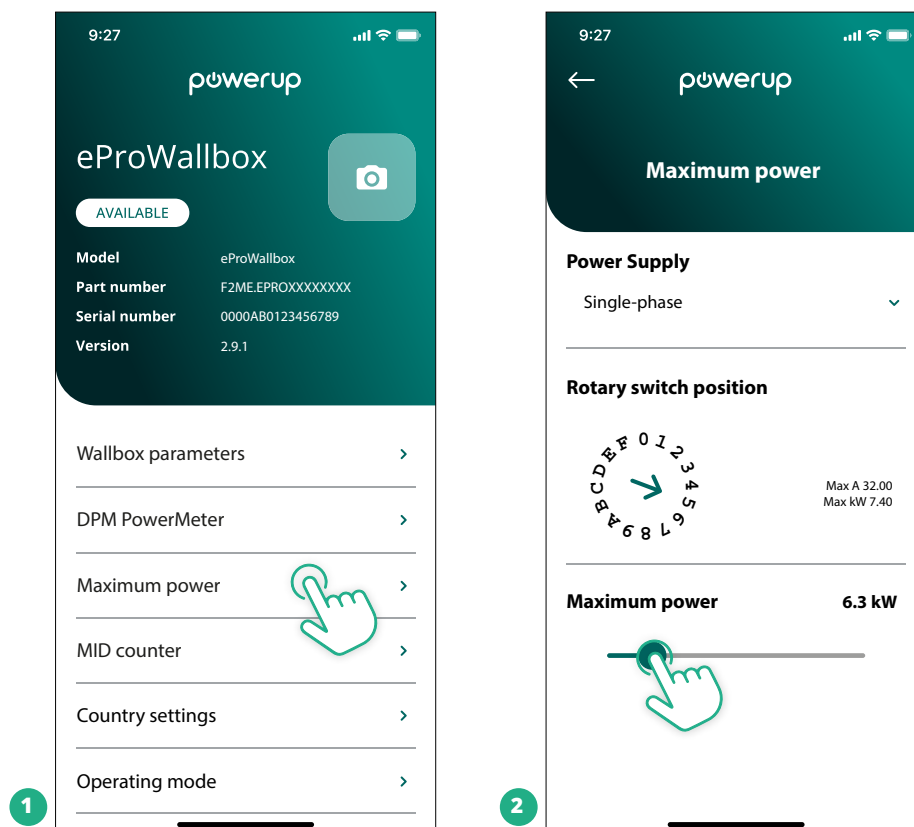 9:27
powerup
eProWallbox
AVAILABLE
Model eProWallbox
Part number F2ME.EPROXXXXXXXX
Serial number 0000AB0123456789
Version 2.9.1
Wallbox parameters
DPM PowerMeter
Maximum power
MID counter
Country settings
Operating mode
1
9:27
powerup
Maximum power
Power Supply
Single-phase
Rotary switch position
0 1 2 3 4 5 6 7 8 9 A B C D E F
Max A 32.00
Max kW 7.40
Maximum power 6.3 kW
2